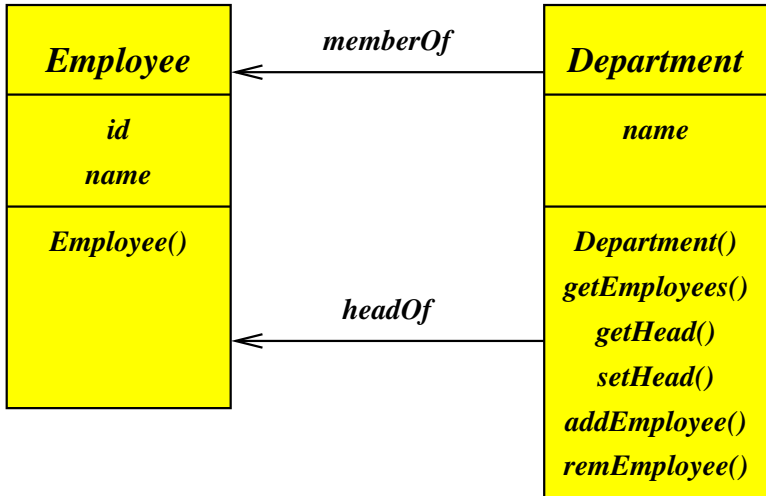 Employee
id
name
Employee()
memberOf
headOf
Department
name
Department()
getEmployees()
getHead()
setHead()
addEmployee()
remEmployee()